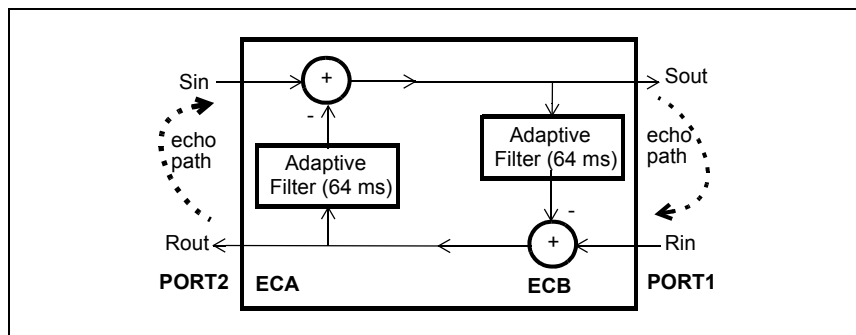 Sin
+
Sout
-
echo
path
Adaptive
Filter (64 ms)
Adaptive
Filter (64 ms)
echo
path
-
Rout
+
Rin
PORT2
ECA
ECB
PORT1